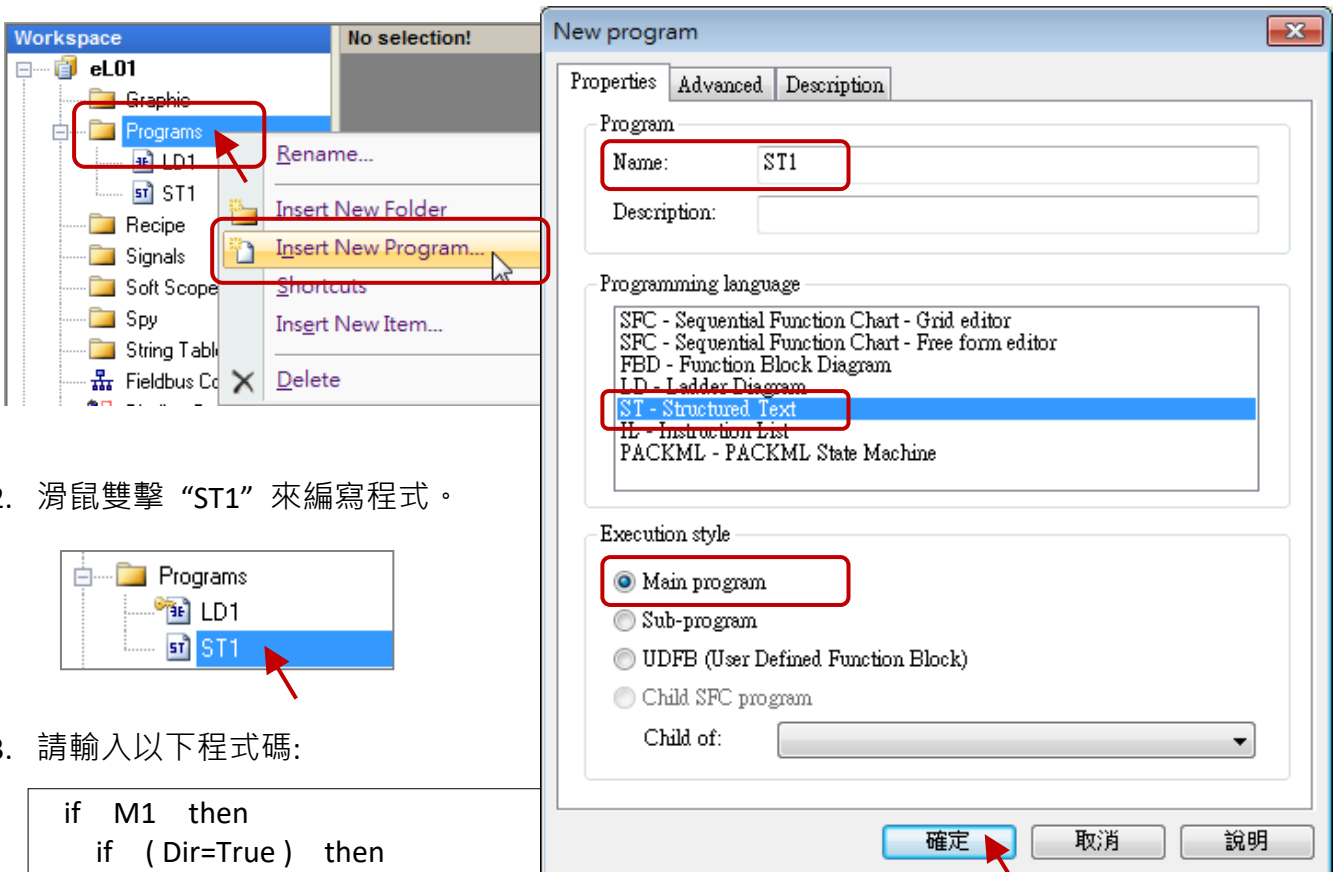 Workspace
No selection!
eL01
Graphic
Programs
LD1
ST1
Recipe
Signals
Soft Scope
Spy
String Tabl
Fieldbus Co
Rename...
Insert New Folder
Insert New Program...
Shortcuts
Insert New Item...
Delete
2. 滑鼠雙擊 “ST1” 來編寫程式。
Programs
LD1
ST1
3. 請輸入以下程式碼:
if M1 then
if ( Dir=True ) then
New program
Properties Advanced Description
Program
Name: ST1
Description:
Programming language
SFC - Sequential Function Chart - Grid editor
SFC - Sequential Function Chart - Free form editor
FBD - Function Block Diagram
LD - Ladder Diagram
ST - Structured Text
IL - Instruction List
PACKML - PACKML State Machine
Execution style
Main program
Sub-program
UDFB (User Defined Function Block)
Child SFC program
Child of:
確定 取消 說明